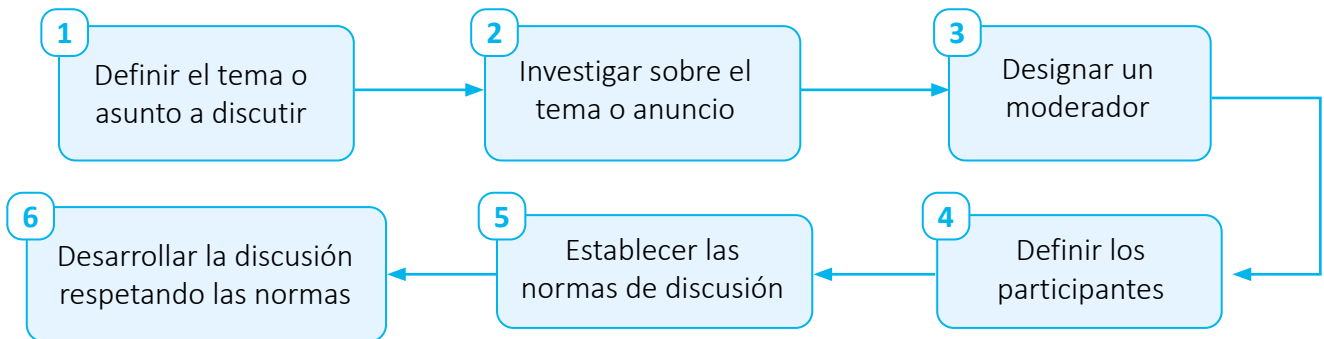 1
Definir el tema o
asunto a discutir
2
Investigar sobre el
tema o anuncio
3
Designar un
moderador
4
Definir los
participantes
5
Establecer las
normas de discusión
6
Desarrollar la discusión
respetando las normas